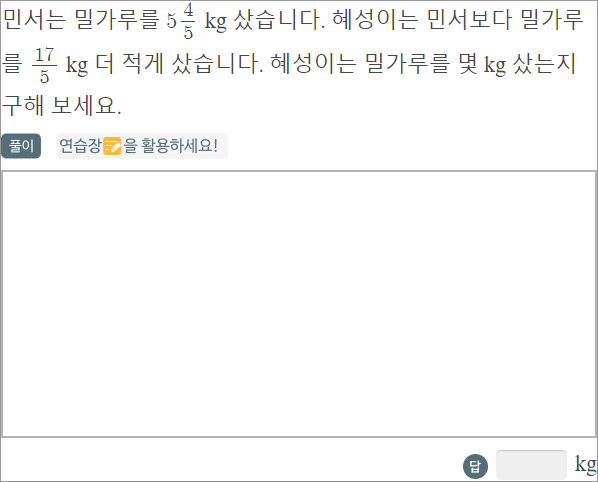 민서는 밀가루를 5 4/5 kg 샀습니다. 혜성이는 민서보다 밀가루
를 17/5 kg 더 적게 샀습니다. 혜성이는 밀가루를 몇 kg 샀는지
구해 보세요.
풀이 연습장을 활용하세요!
답 kg